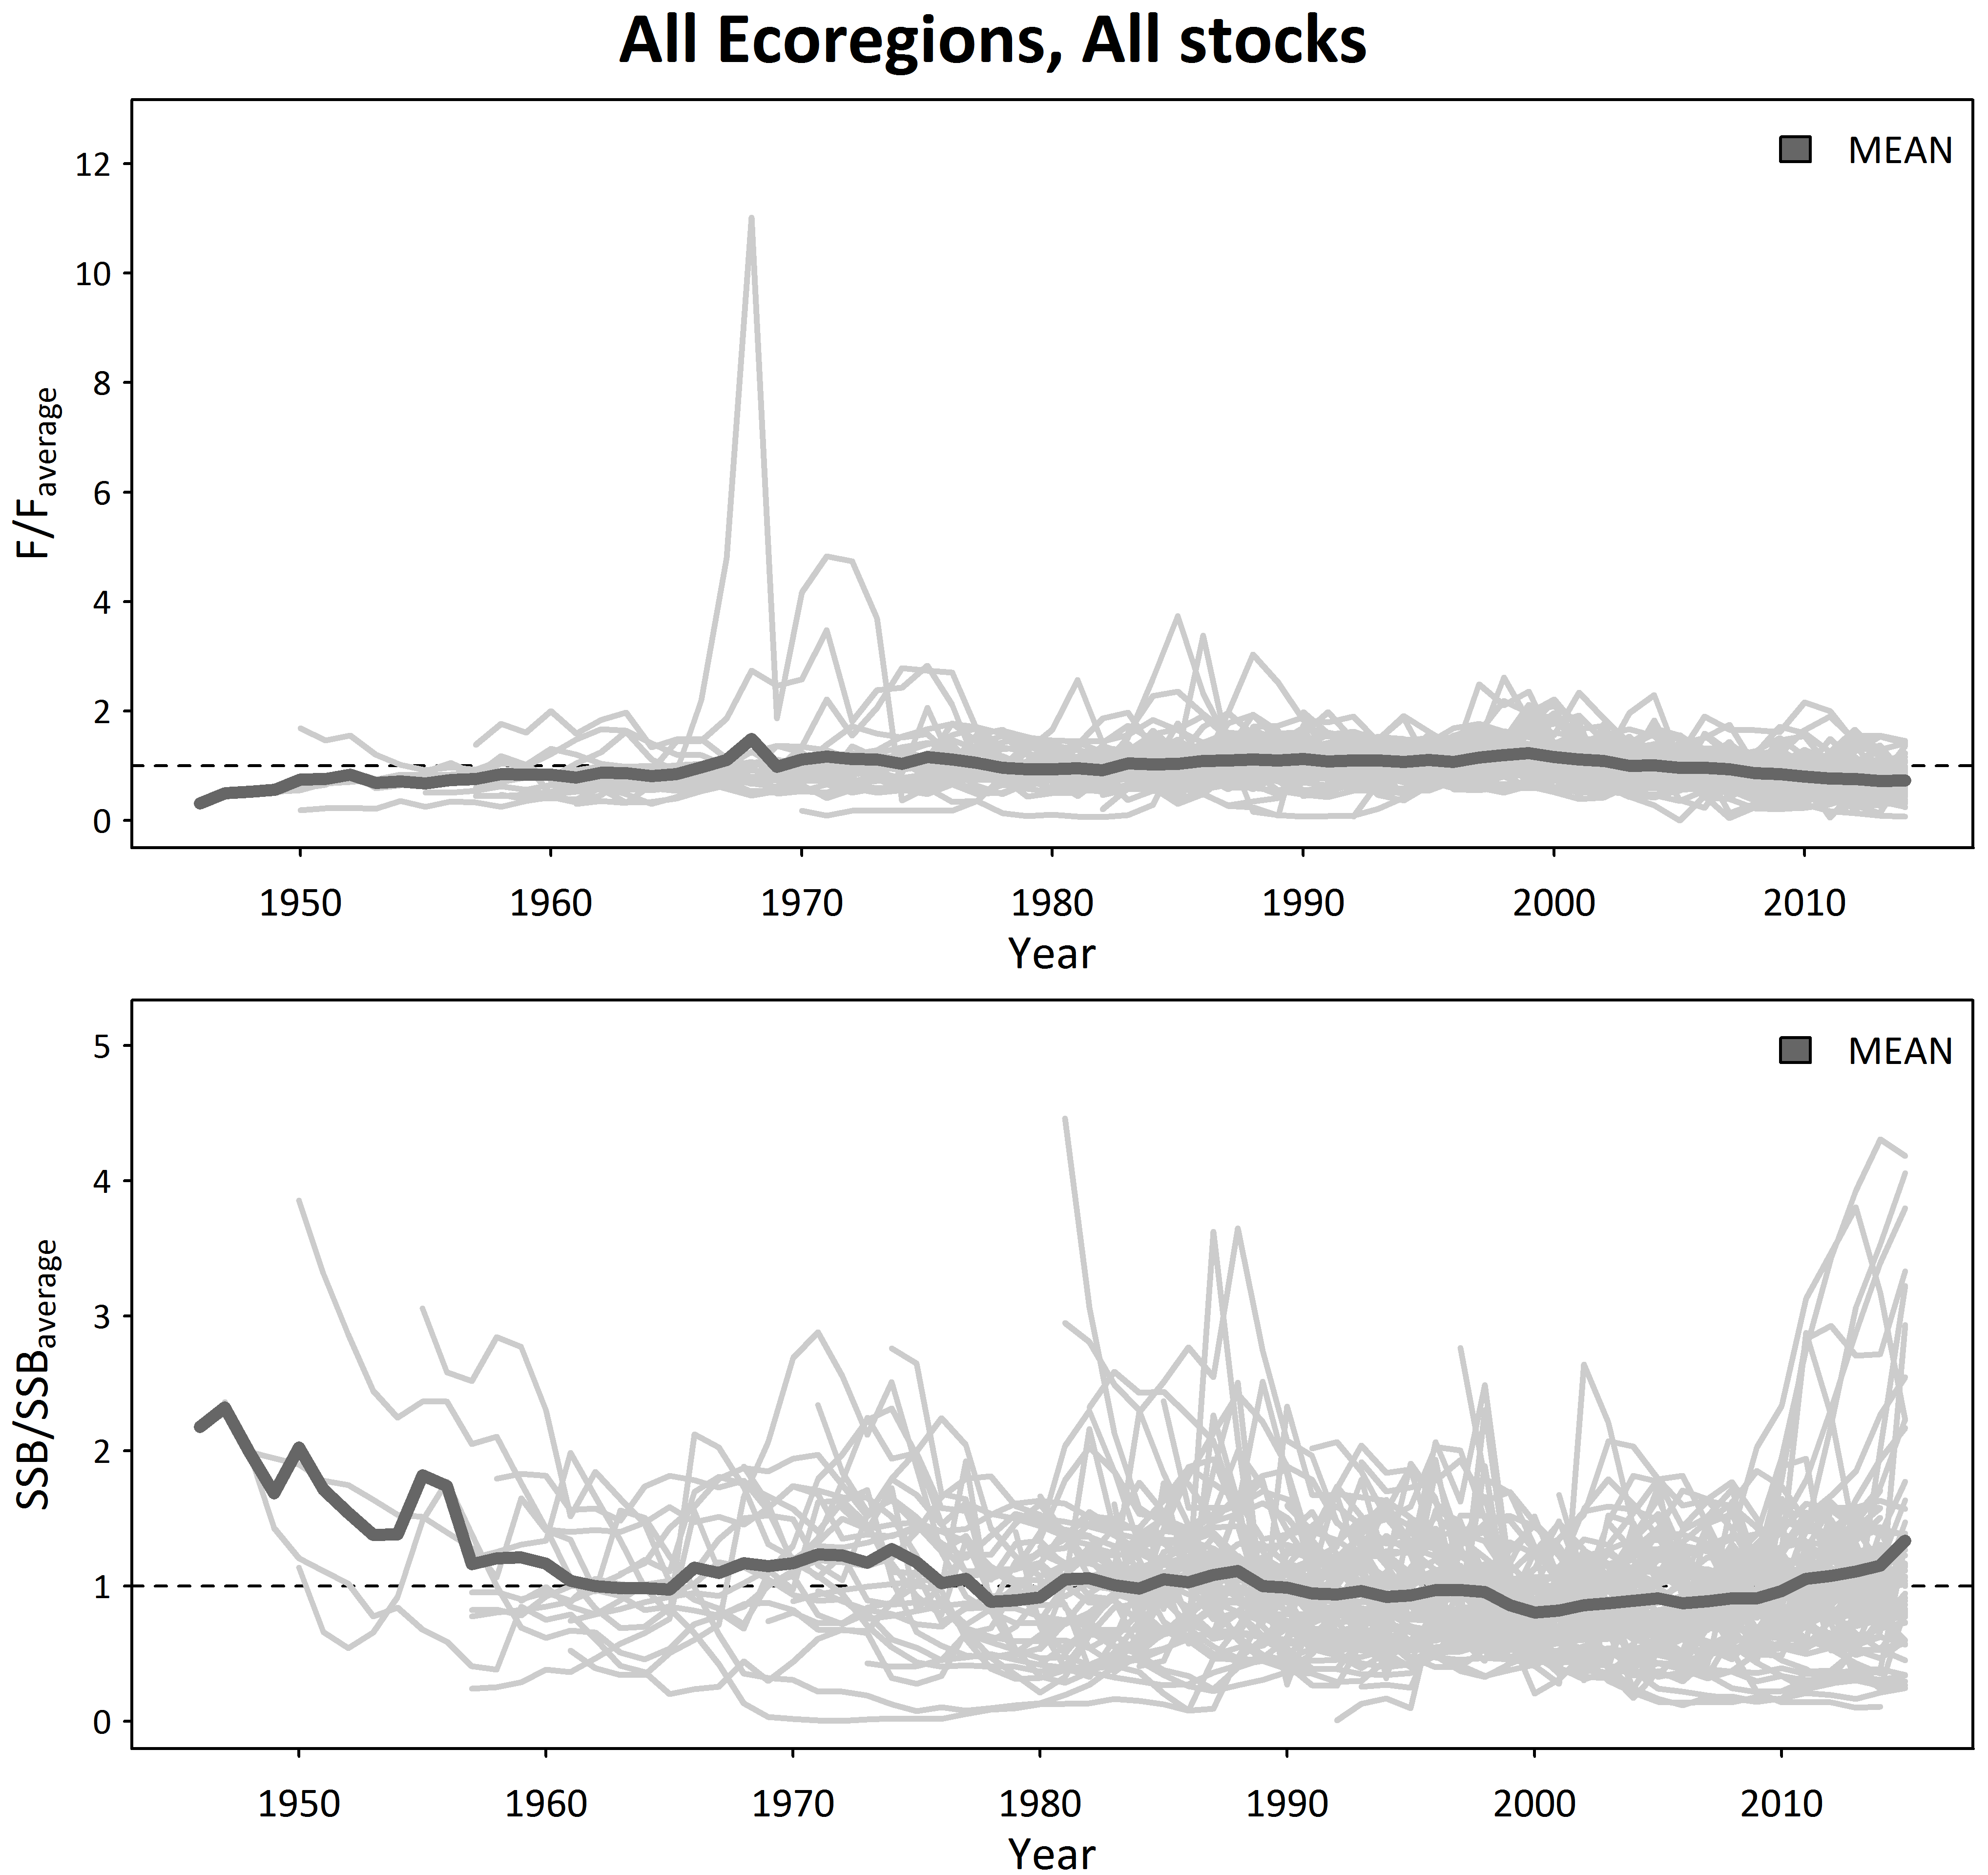 All Ecoregions, All stocks
F/Faverage
12
10
8
6
4
2
0
MEAN
1950 1960 1970 1980 1990 2000 2010
Year
SSB/SSBaverage
5
4
3
2
1
0
MEAN
1950 1960 1970 1980 1990 2000 2010
Year